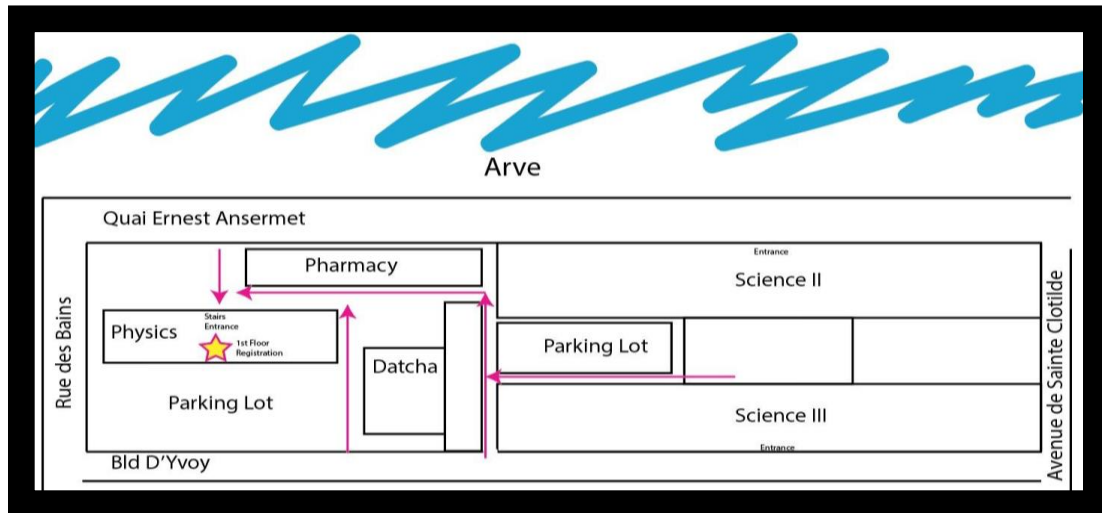 Arve
Quai Ernest Ansermet
Entrance
Pharmacy
Science II
Stairs
Entrance
Physics
1st Floor
Registration
Parking Lot
Datcha
Rue des Bains
Avenue de Sainte Clotilde
Parking Lot
Science III
Entrance
Bld D'Yvoy